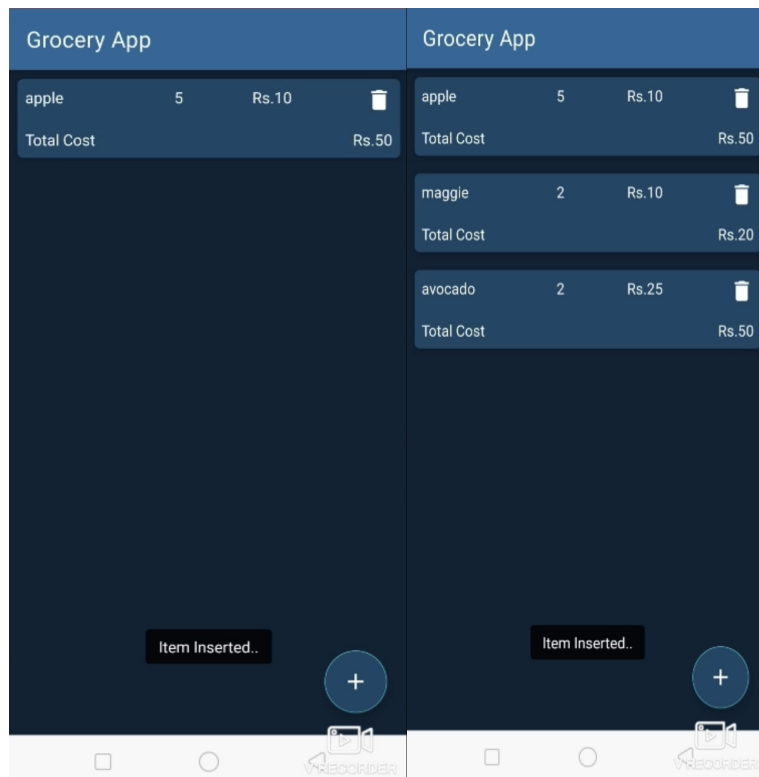 Grocery App
apple 5 Rs.10
Total Cost Rs.50
Item Inserted..
+
V RECORDER
Grocery App
apple 5 Rs.10
Total Cost Rs.50
maggie 2 Rs.10
Total Cost Rs.20
avocado 2 Rs.25
Total Cost Rs.50
Item Inserted..
+
V RECORDER